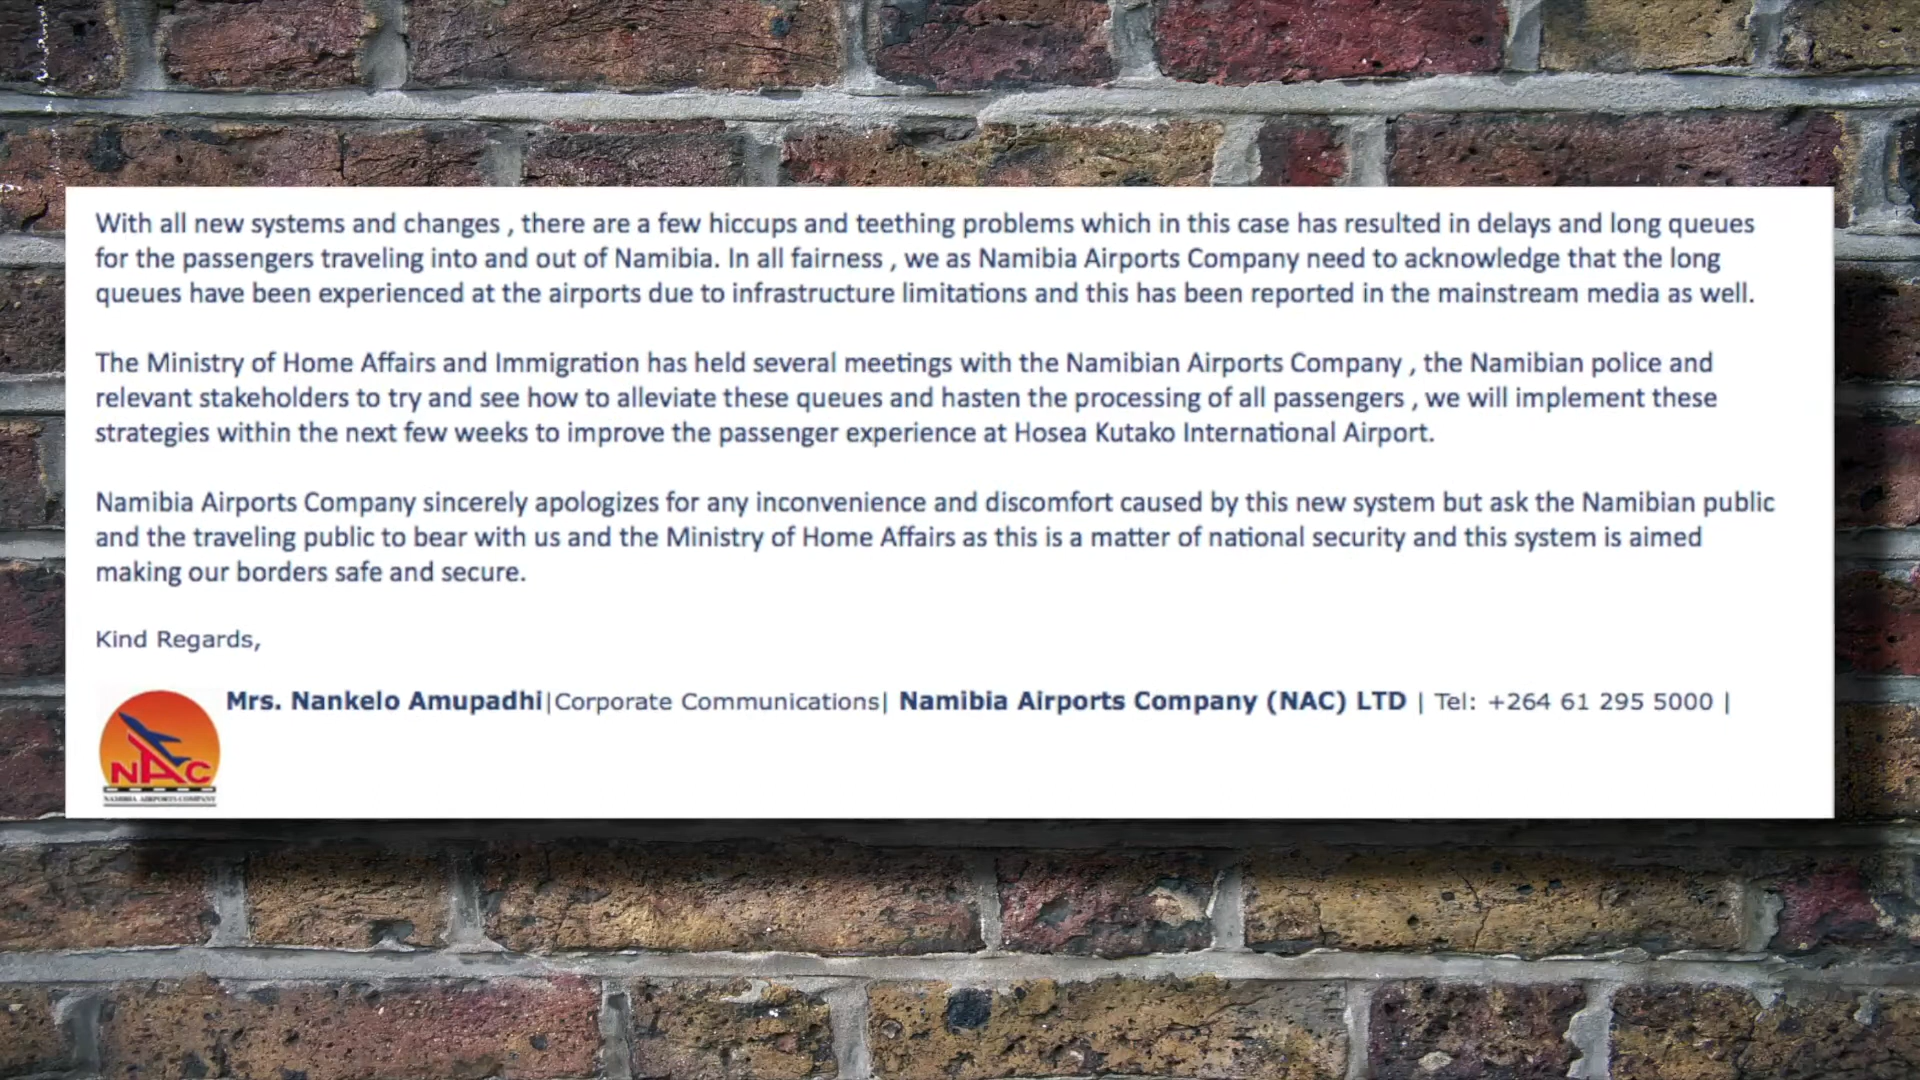 With all new systems and changes , there are a few hiccups and teething problems which in this case has resulted in delays and long queues
for the passengers traveling into and out of Namibia. In all fairness , we as Namibia Airports Company need to acknowledge that the long
queues have been experienced at the airports due to infrastructure limitations and this has been reported in the mainstream media as well.
The Ministry of Home Affairs and Immigration has held several meetings with the Namibian Airports Company , the Namibian police and
relevant stakeholders to try and see how to alleviate these queues and hasten the processing of all passengers , we will implement these
strategies within the next few weeks to improve the passenger experience at Hosea Kutako International Airport.
Namibia Airports Company sincerely apologizes for any inconvenience and discomfort caused by this new system but ask the Namibian public
and the traveling public to bear with us and the Ministry of Home Affairs as this is a matter of national security and this system is aimed
making our borders safe and secure.
Kind Regards,
Mrs. Nankelo Amupadhi|Corporate Communications| Namibia Airports Company (NAC) LTD | Tel: +264 61 295 5000 |
NAC
NAMIBIA AIRPORTS COMPANY